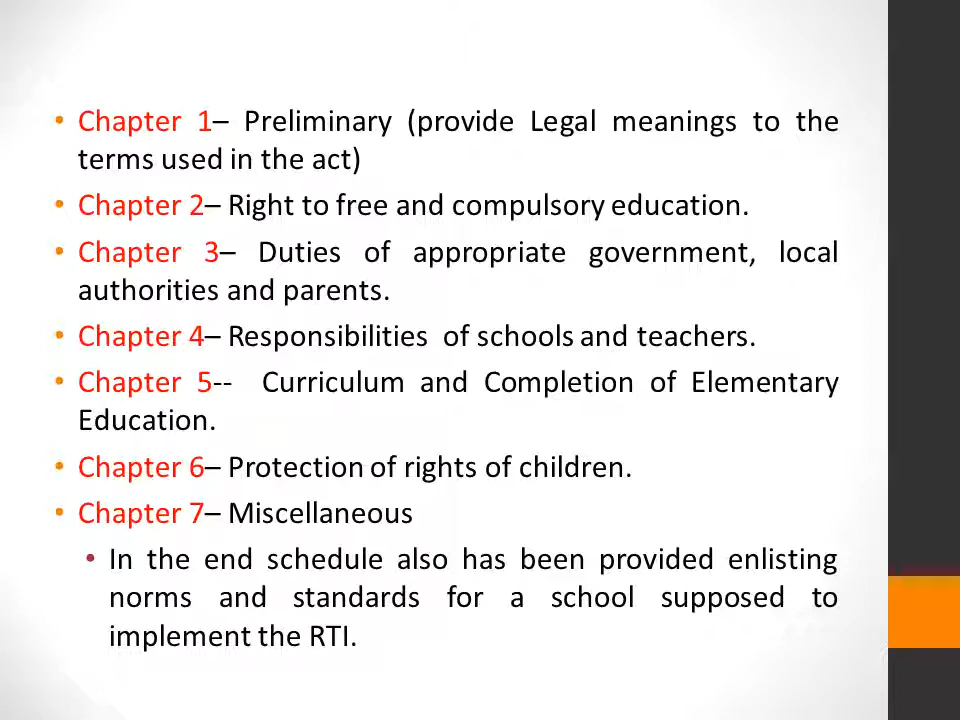 • Chapter 1– Preliminary (provide Legal meanings to the
terms used in the act)
• Chapter 2– Right to free and compulsory education.
• Chapter 3– Duties of appropriate government, local
authorities and parents.
• Chapter 4– Responsibilities of schools and teachers.
• Chapter 5-- Curriculum and Completion of Elementary
Education.
• Chapter 6– Protection of rights of children.
• Chapter 7– Miscellaneous
• In the end schedule also has been provided enlisting
norms and standards for a school supposed to
implement the RTI.